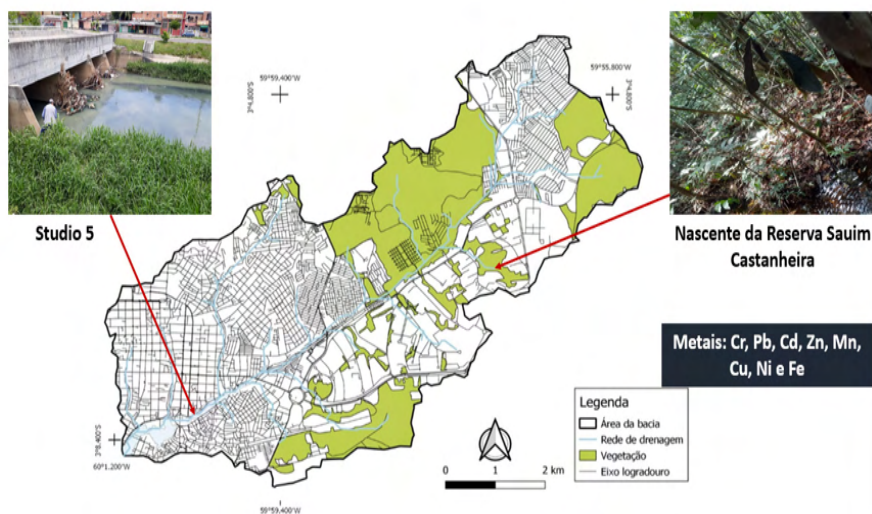 59°59.400'W
3°4.800'S
59°55.800'W
3°4.800'S
Studio 5
Nascente da Reserva Sauim
Castanheira
Metais: Cr, Pb, Cd, Zn, Mn,
Cu, Ni e Fe
Legenda
Área da bacia
Rede de drenagem
Vegetação
Eixo logradouro
3°8.400'S
60°1.200'W
0 1 2 km
59°59.400'W